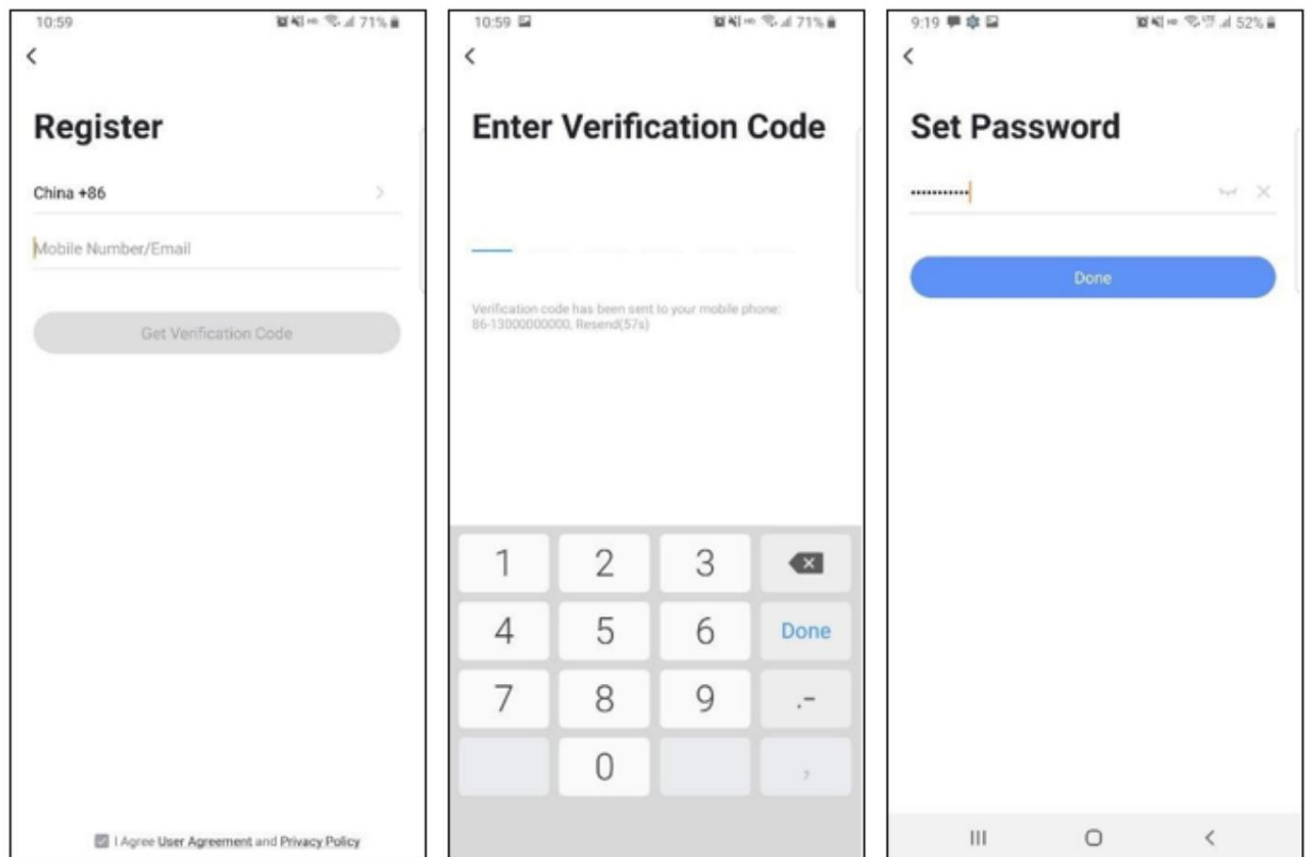 10:59
71%
Register
China +86
Mobile Number/Email
Get Verification Code
I Agree User Agreement and Privacy Policy
10:59
71%
Enter Verification Code
Verification code has been sent to your mobile phone:
86-13000000000, Resend(57s)
1 2 3
4 5 6 Done
7 8 9 .-
0 ,
9:19
52%
Set Password
Done